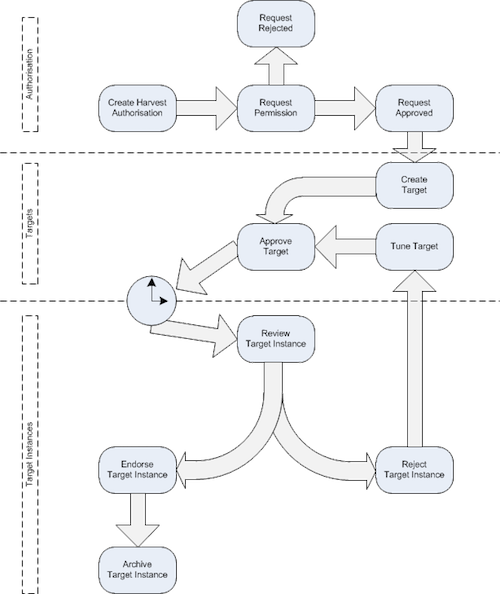 Authorisation
Request
Rejected
Create Harvest
Authorisation
Request
Permission
Request
Approved
Targets
Create
Target
Approve
Target
Tune Target
Target Instances
Review
Target Instance
Endorse
Target Instance
Reject
Target Instance
Archive
Target Instance